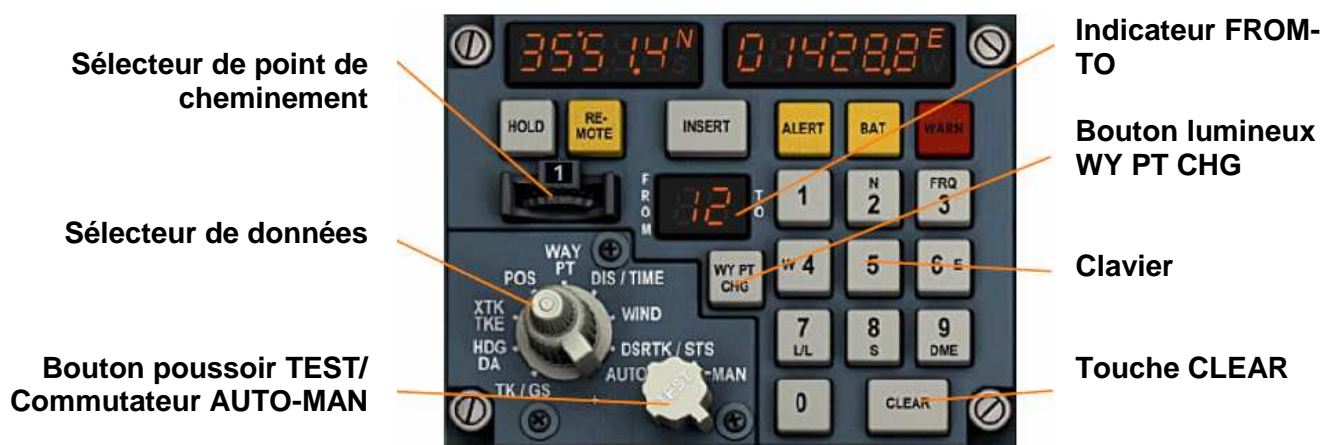 Sélecteur de point de
cheminement
Sélecteur de données
Bouton poussoir TEST/
Commutateur AUTO-MAN
35°51.4 N
014°28.8 E
HOLD
RE-
MOTE
INSERT
ALERT
BAT
WARN
1
FROM
12
TO
WY PT
CHG
1
N
2
FRQ
3
W 4
5
6 E
7
L/L
8
S
9
DME
0
CLEAR
WAY
PT
POS
DIS / TIME
XTK
TKE
WIND
HDG
DA
DSRTK / STS
TK / GS
AUTO
MAN
TEST
Indicateur FROM-
TO
Bouton lumineux
WY PT CHG
Clavier
Touche CLEAR